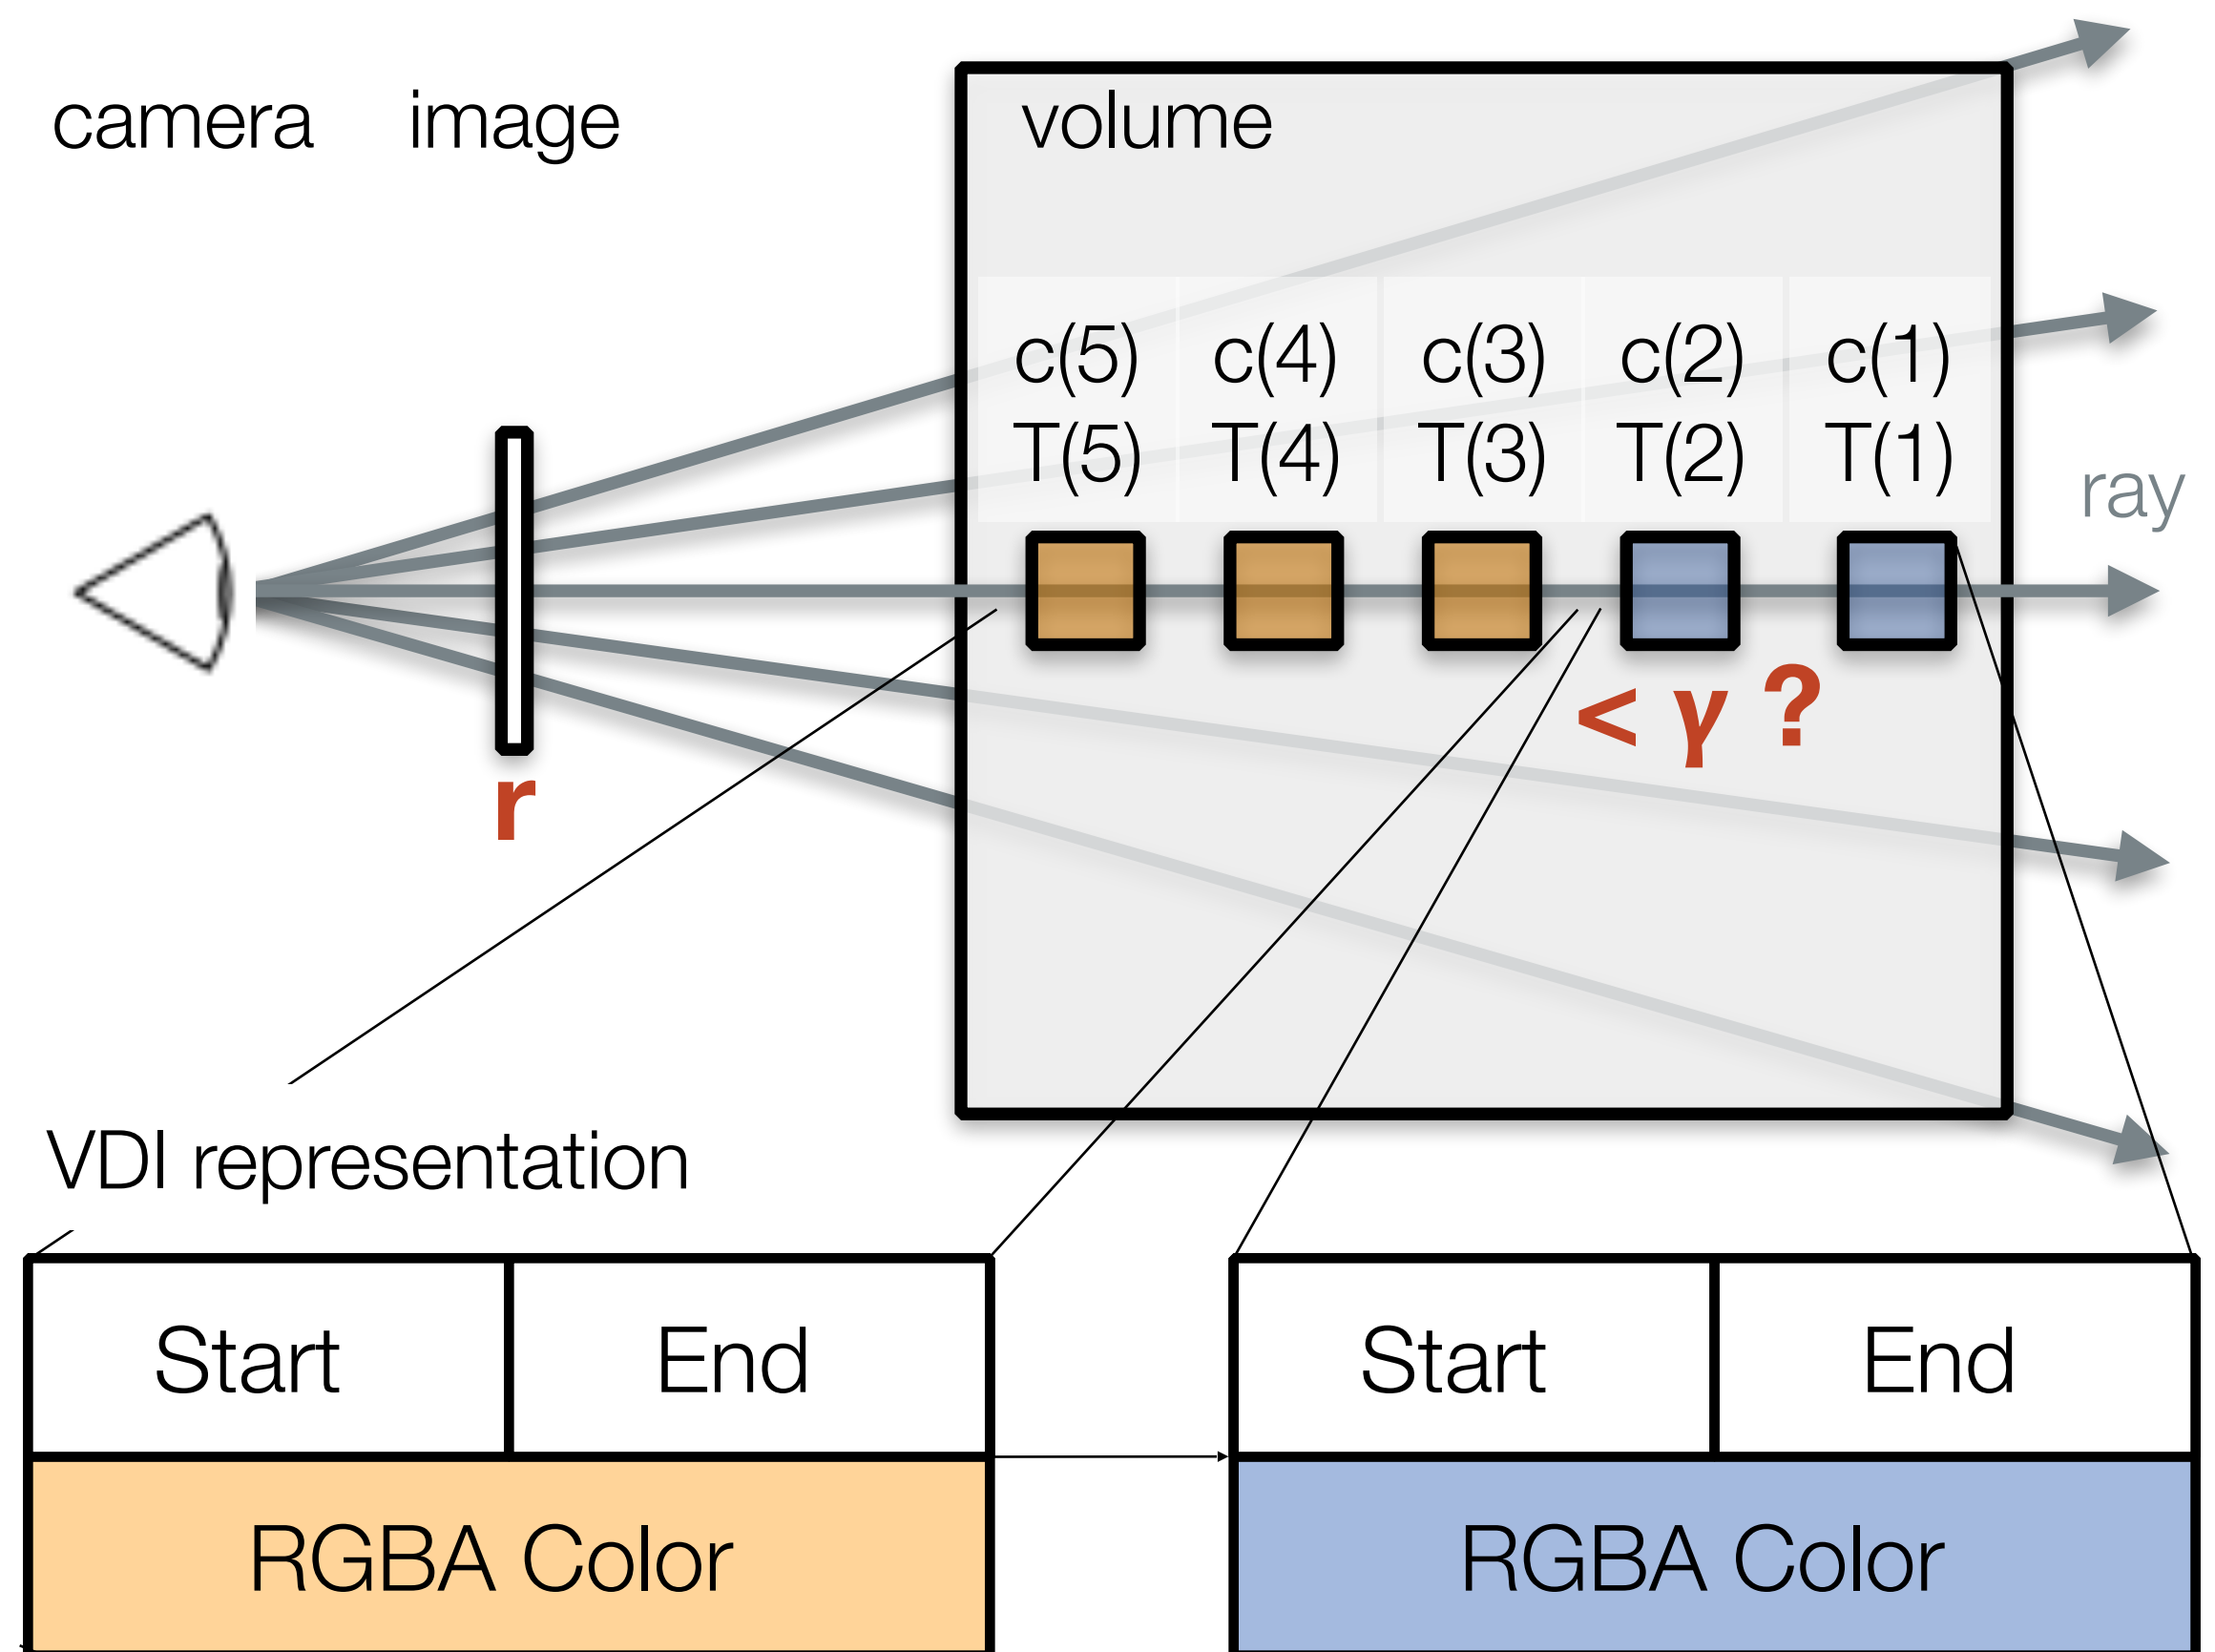 camera image volume
c(5) c(4) c(3) c(2) c(1)
T(5) T(4) T(3) T(2) T(1)
ray
< γ ?
r
VDI representation
Start End Start End
RGBA Color RGBA Color